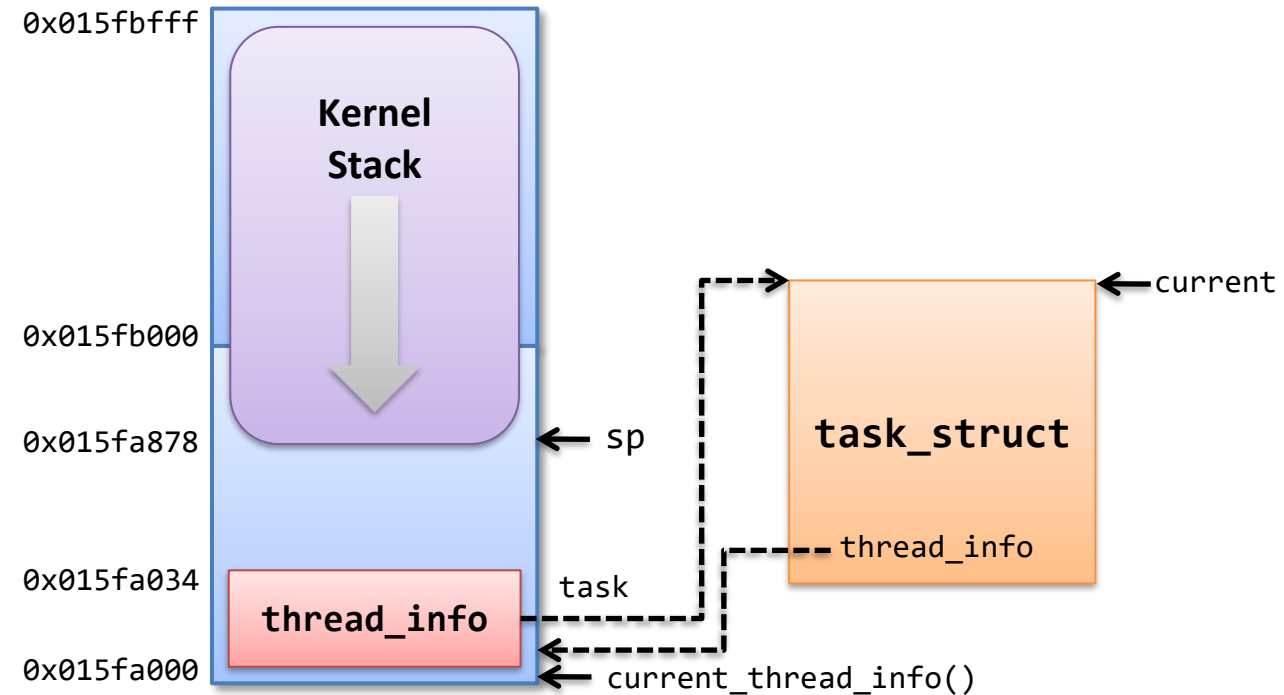 0x015fbfff
Kernel
Stack
current
0x015fb000
0x015fa878
sp
task_struct
thread_info
0x015fa034
task
thread_info
0x015fa000
current_thread_info()